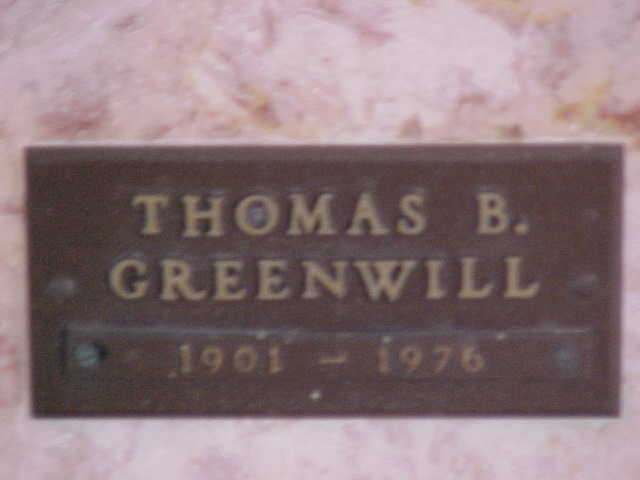 THOMAS B.
GREENWILL
1901 - 1976